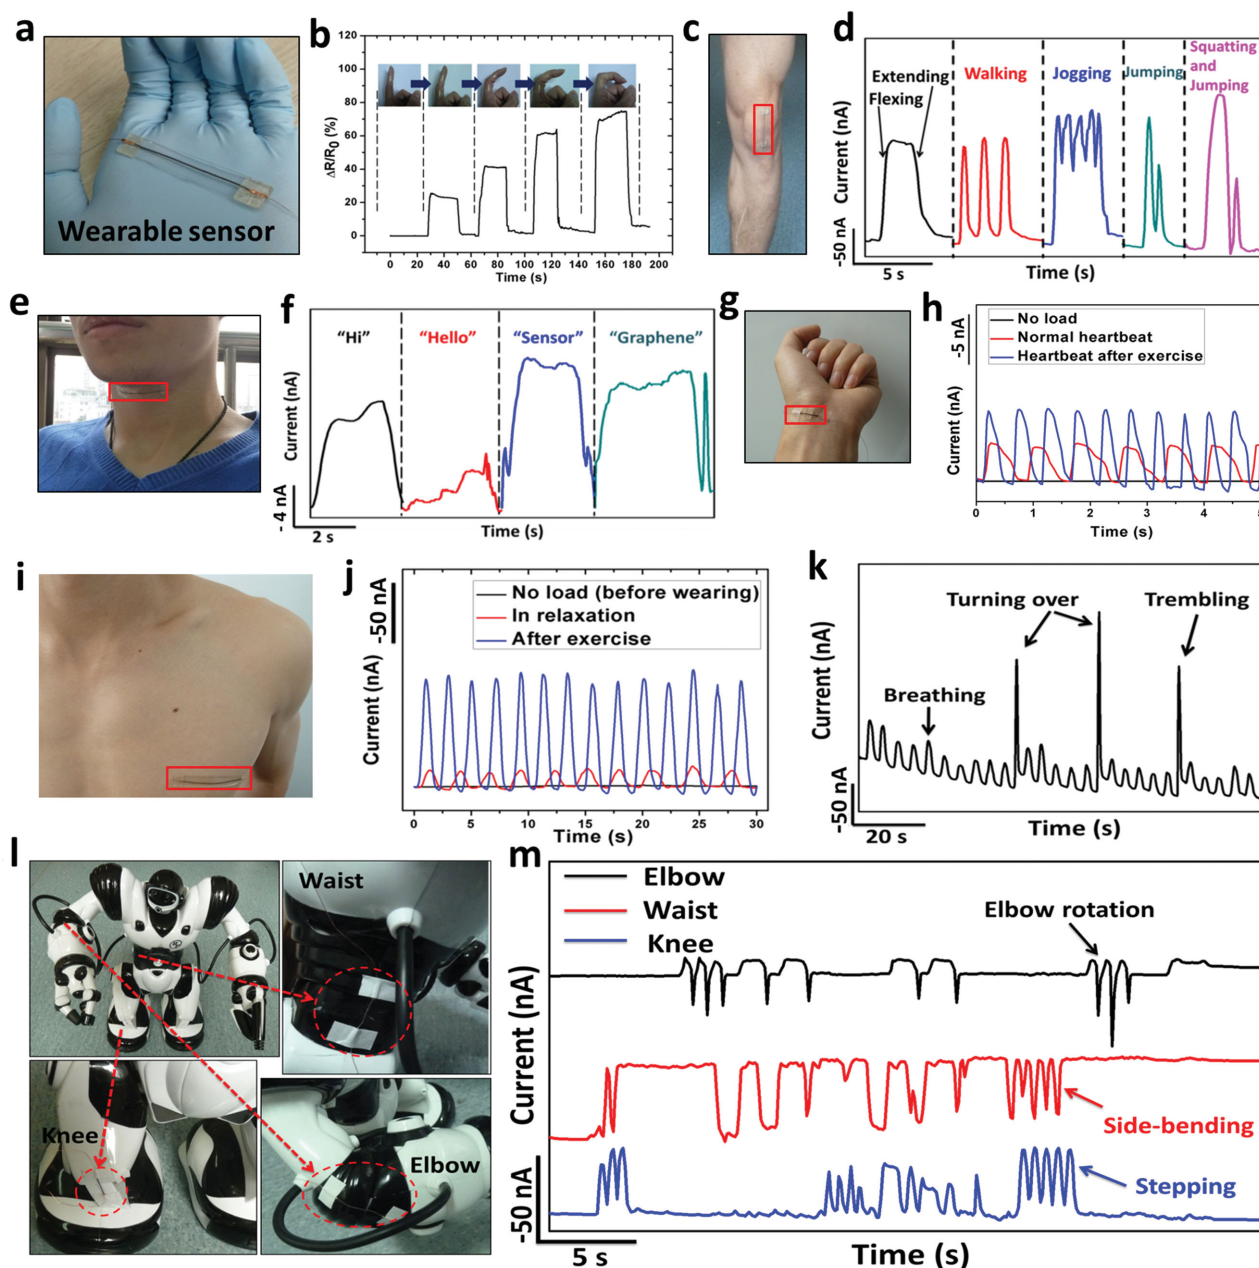 a
Wearable sensor
b
120
100
80
60
40
20
0
ΔR/R0 (%)
0 20 40 60 80 100 120 140 160 180 200
Time (s)
c
d
Extending
Flexing
Walking
Jogging
Jumping
Squatting
and
Jumping
Current (nA)
-50 nA
5 s
Time (s)
e
f
"Hi"
"Hello"
"Sensor"
"Graphene"
Current (nA)
-4 nA
2 s
Time (s)
g
h
-5 nA
No load
Normal heartbeat
Heartbeat after exercise
Current (nA)
0 1 2 3 4 5
Time (s)
i
j
-50 nA
No load (before wearing)
In relaxation
After exercise
Current (nA)
0 5 10 15 20 25 30
Time (s)
k
Turning over
Trembling
Breathing
Current (nA)
-50 nA
20 s
Time (s)
l
Waist
Knee
Elbow
m
Elbow
Waist
Knee
Elbow rotation
Side-bending
Stepping
Current (nA)
-50 nA
5 s
Time (s)